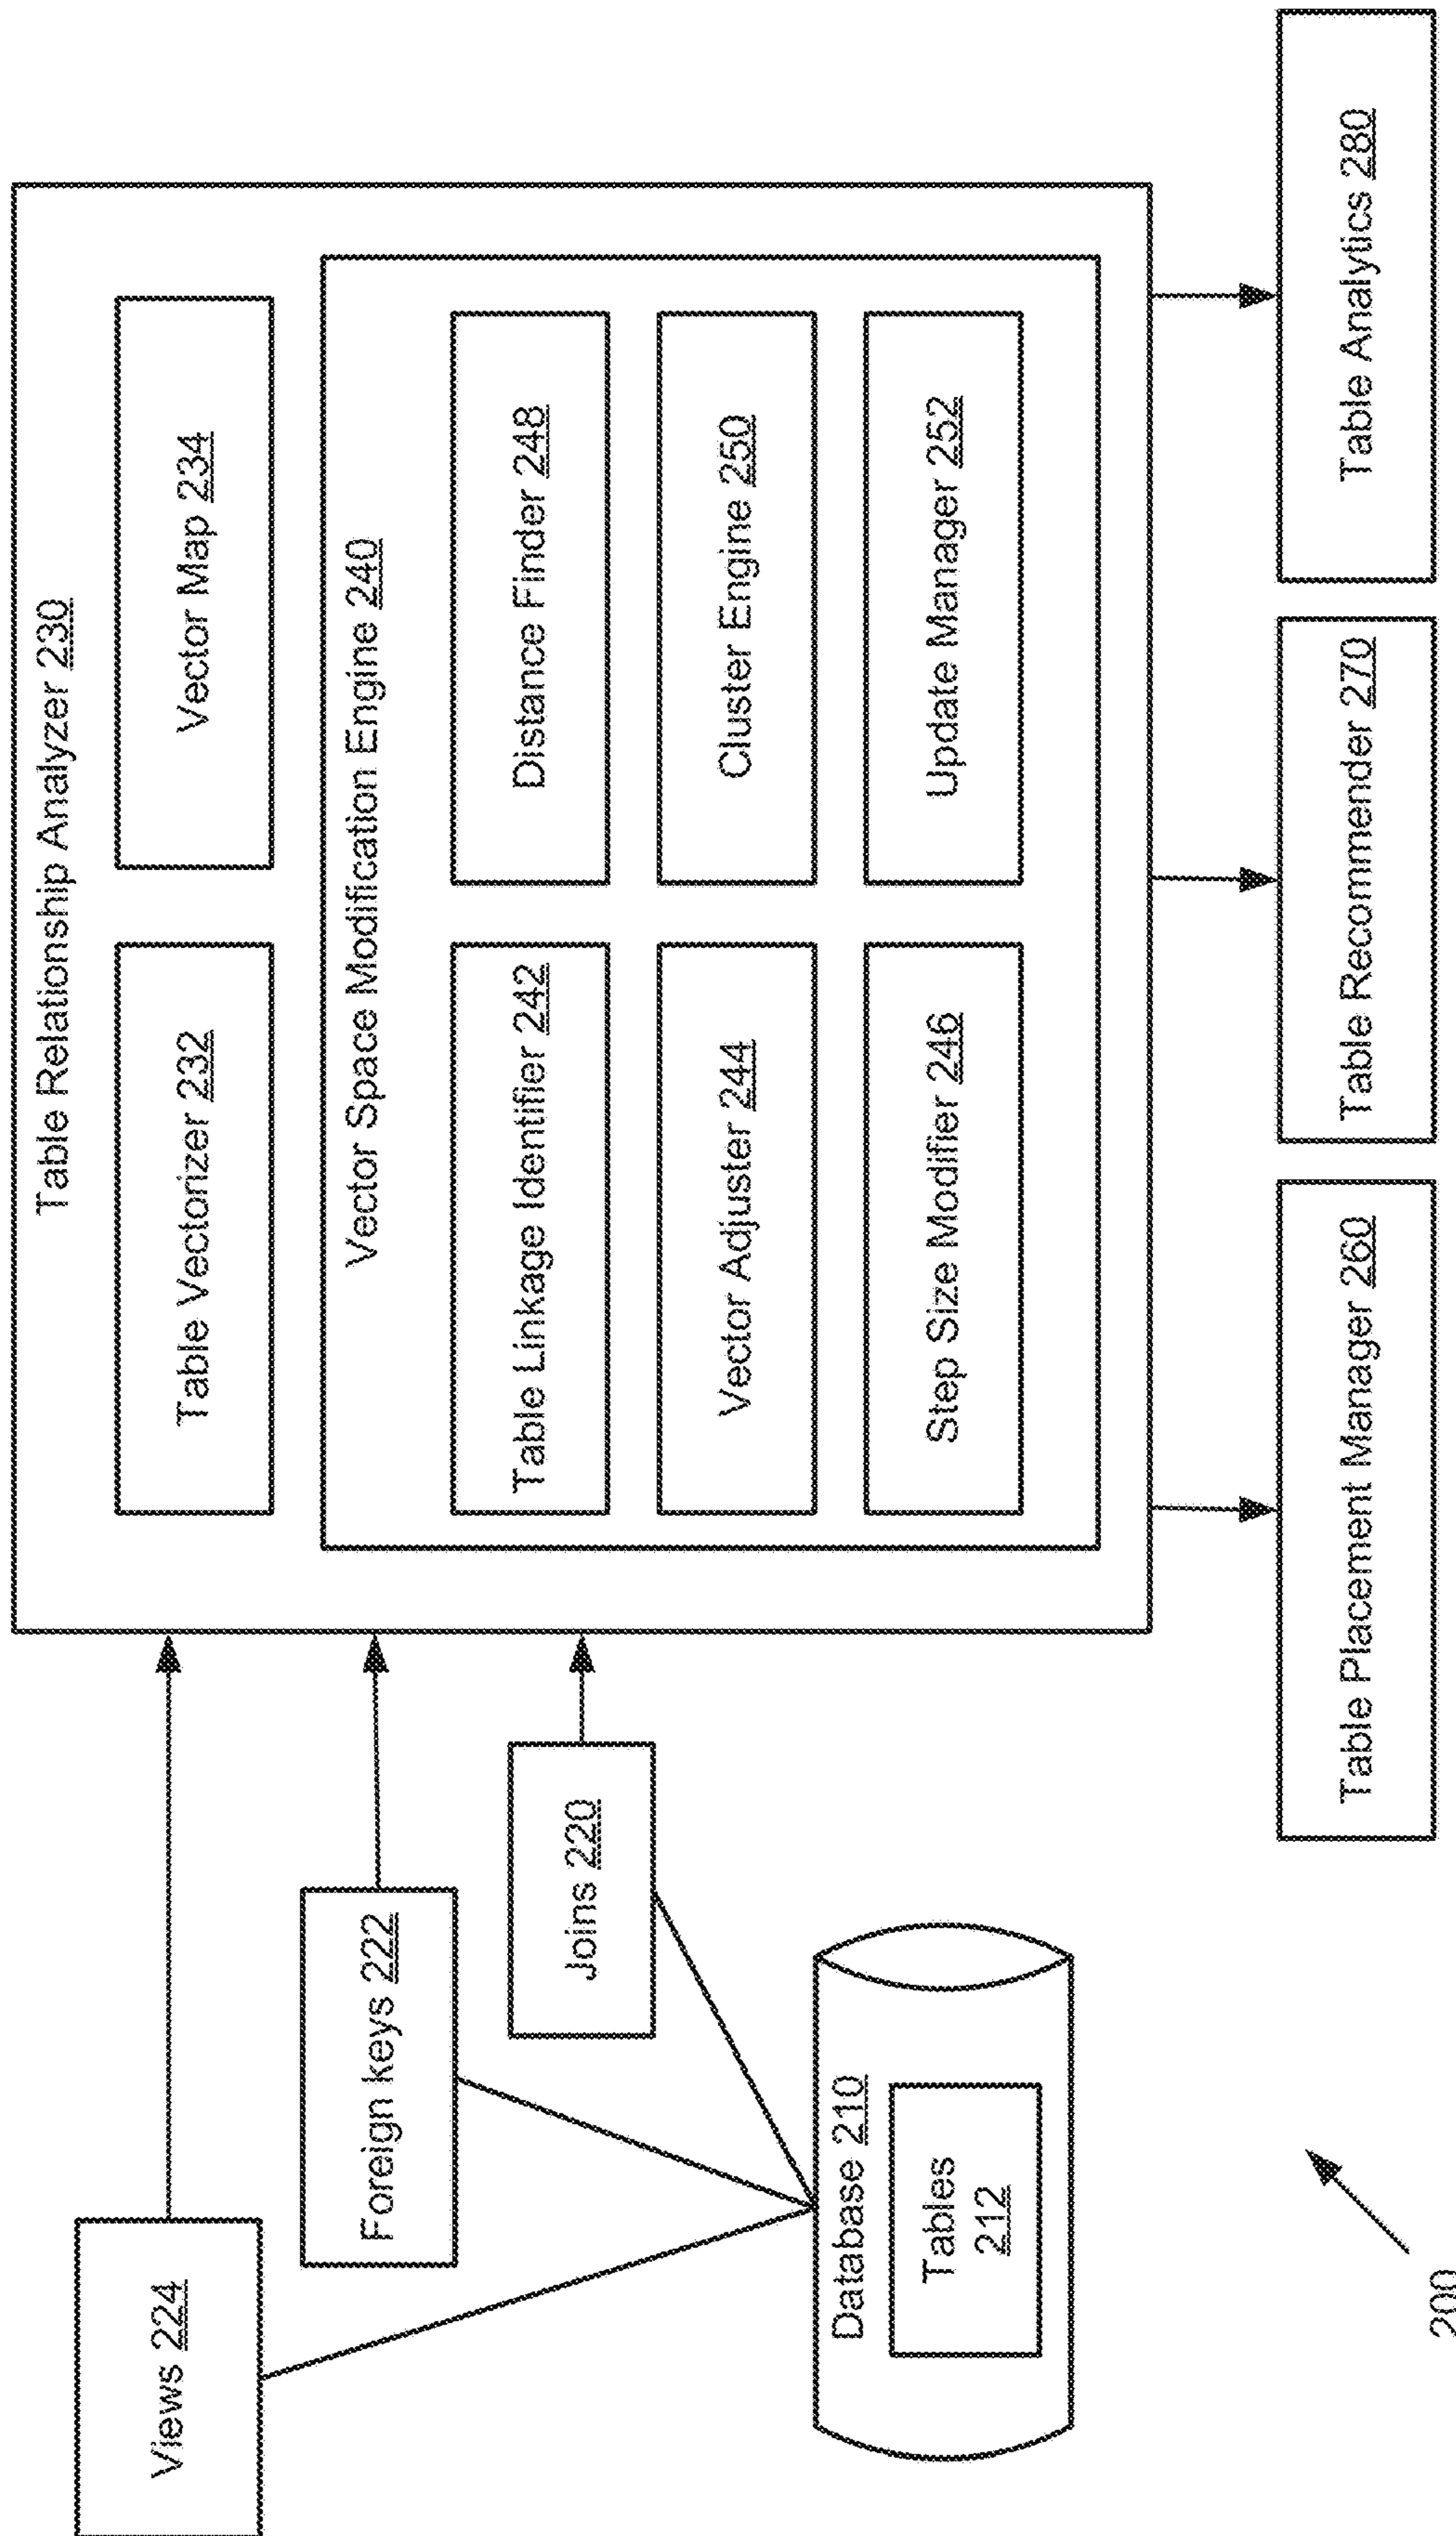 Table Relationship Analyzer 230
Table Vectorizer 232
Vector Map 234
Vector Space Modification Engine 240
Table Linkage Identifier 242
Distance Finder 248
Vector Adjuster 244
Cluster Engine 250
Step Size Modifier 246
Update Manager 252
Views 224
Foreign keys 222
Joins 220
Database 210
Tables
212
Table Placement Manager 260
Table Recommender 270
Table Analytics 280
200